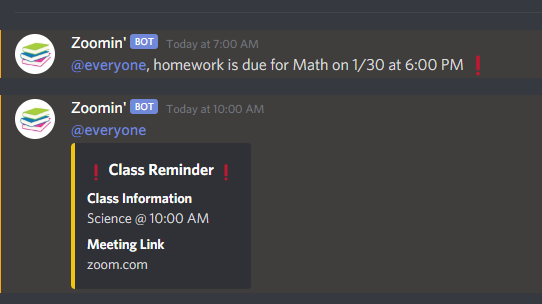 Zoomin' BOT Today at 7:00 AM
@everyone, homework is due for Math on 1/30 at 6:00 PM ❗
Zoomin' BOT Today at 10:00 AM
@everyone
❗ Class Reminder ❗
Class Information
Science @ 10:00 AM
Meeting Link
zoom.com